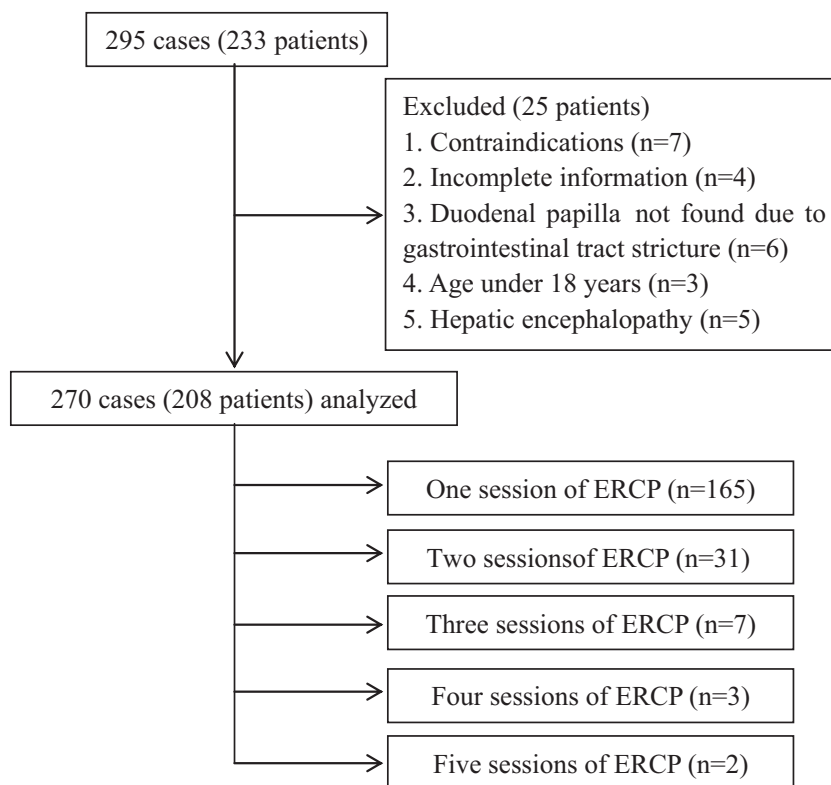 295 cases (233 patients)
Excluded (25 patients)
1. Contraindications (n=7)
2. Incomplete information (n=4)
3. Duodenal papilla not found due to
gastrointestinal tract stricture (n=6)
4. Age under 18 years (n=3)
5. Hepatic encephalopathy (n=5)
270 cases (208 patients) analyzed
One session of ERCP (n=165)
Two sessionsof ERCP (n=31)
Three sessions of ERCP (n=7)
Four sessions of ERCP (n=3)
Five sessions of ERCP (n=2)